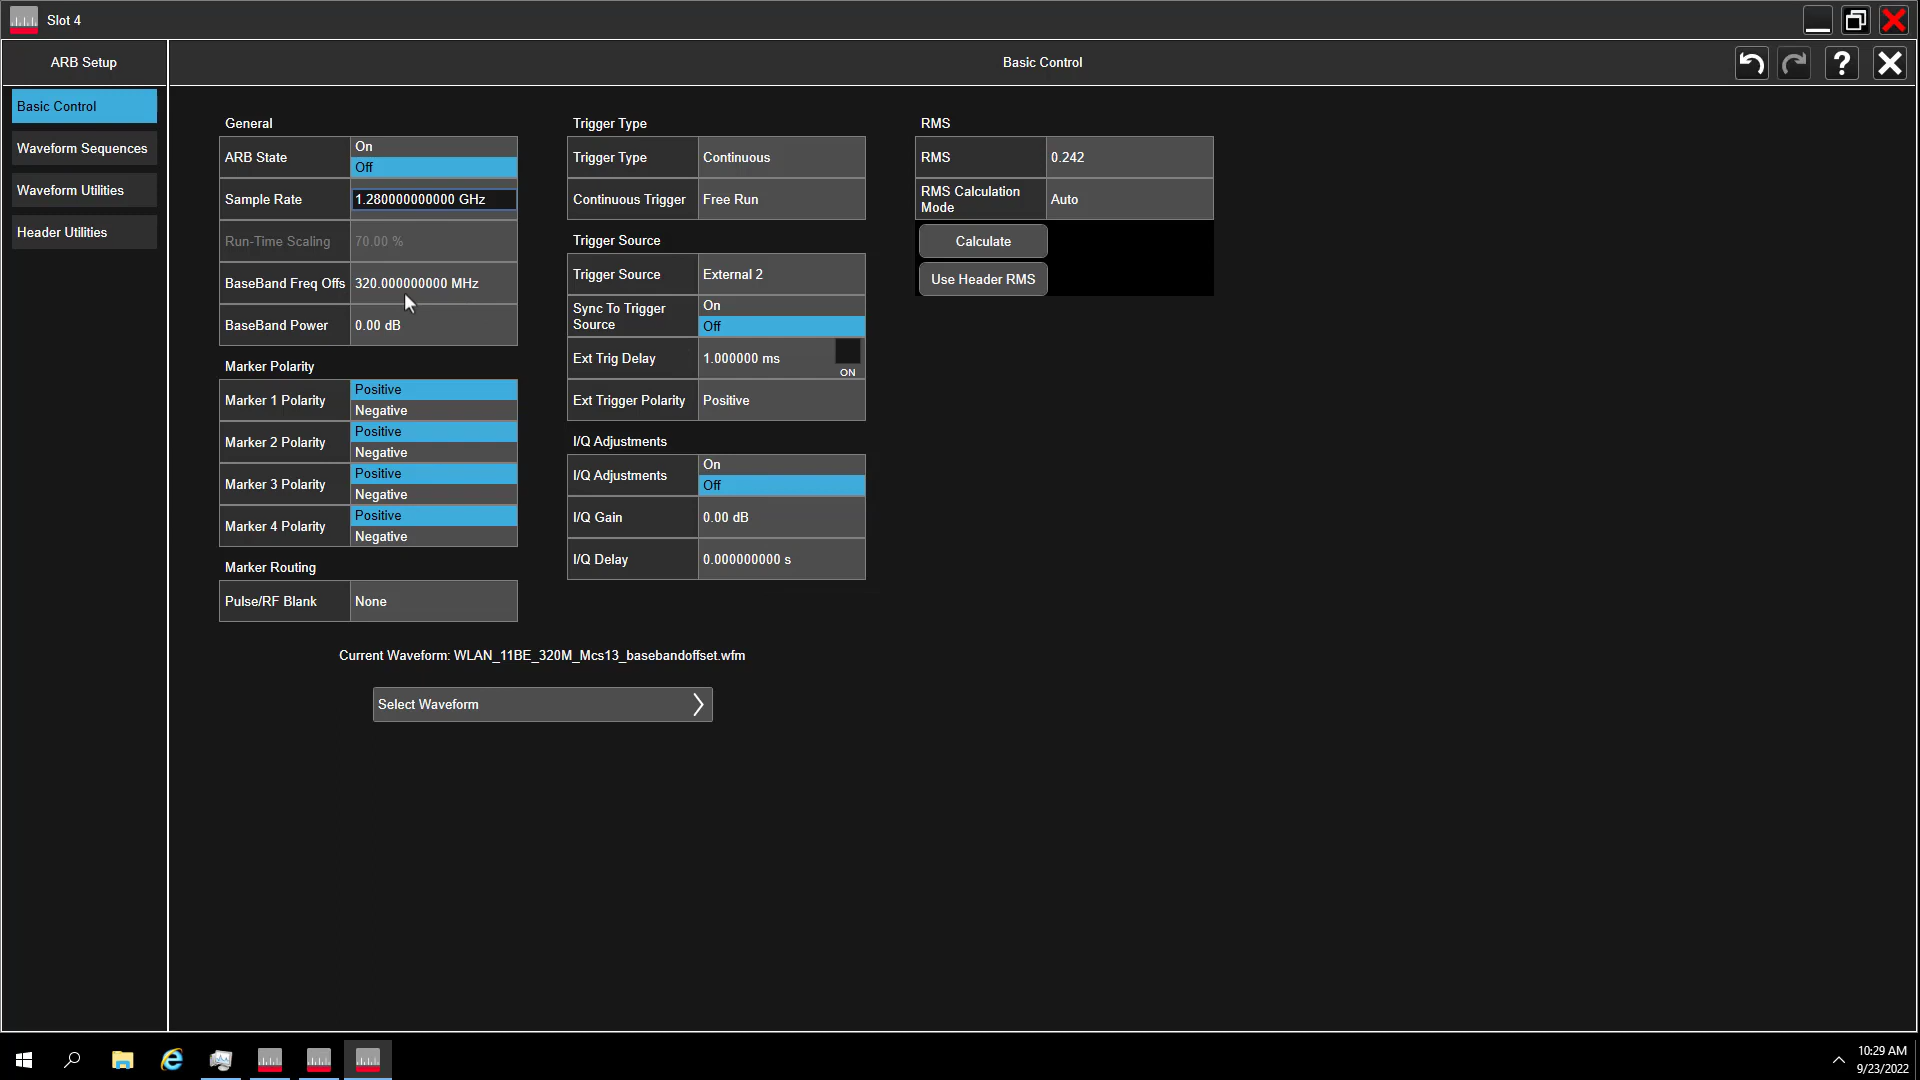 Slot 4
ARB Setup
Basic Control
Basic Control
Waveform Sequences
Waveform Utilities
Header Utilities
General
ARB State
On
Off
Sample Rate
1.280000000000 GHz
Run-Time Scaling
70.00 %
BaseBand Freq Offs
320.000000000 MHz
BaseBand Power
0.00 dB
Marker Polarity
Marker 1 Polarity
Positive
Negative
Marker 2 Polarity
Positive
Negative
Marker 3 Polarity
Positive
Negative
Marker 4 Polarity
Positive
Negative
Marker Routing
Pulse/RF Blank
None
Trigger Type
Trigger Type
Continuous
Continuous Trigger
Free Run
Trigger Source
Trigger Source
External 2
Sync To Trigger
Source
On
Off
Ext Trig Delay
1.000000 ms
ON
Ext Trigger Polarity
Positive
I/Q Adjustments
I/Q Adjustments
On
Off
I/Q Gain
0.00 dB
I/Q Delay
0.000000000 s
RMS
RMS
0.242
RMS Calculation
Mode
Auto
Calculate
Use Header RMS
Current Waveform: WLAN_11BE_320M_Mcs13_basebandoffset.wfm
Select Waveform
10:29 AM
9/23/2022